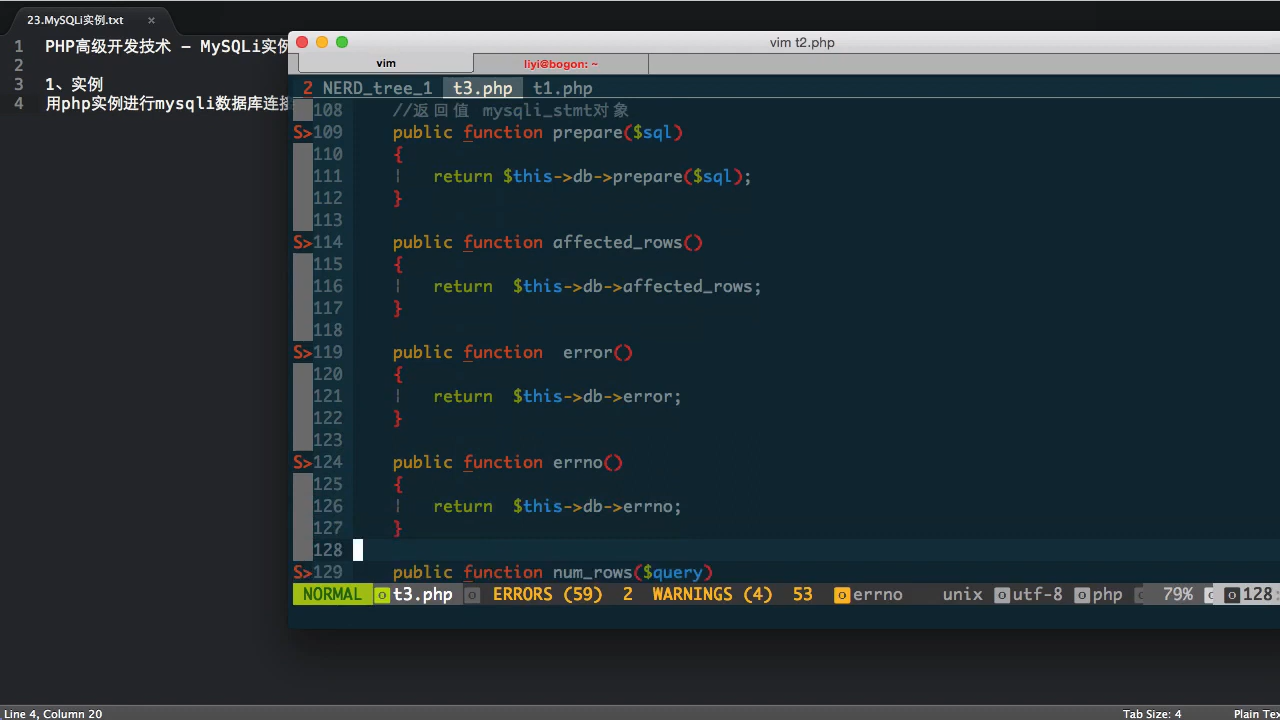 23.MySQLi实例.txt
×
1 PHP高级开发技术 – MySQLi实例
2
3 1、实例
4 用php实例进行mysqli数据库连接
vim t2.php
vim
liyi@bogon: ~
2 NERD_tree_1 t3.php t1.php
108 //返回值 mysqli_stmt对象
S>109 public function prepare($sql)
110 {
111 return $this->db->prepare($sql);
112 }
113
S>114 public function affected_rows()
115 {
116 return $this->db->affected_rows;
117 }
118
S>119 public function error()
120 {
121 return $this->db->error;
122 }
123
S>124 public function errno()
125 {
126 return $this->db->errno;
127 }
128
S>129 public function num_rows($query)
NORMAL t3.php ERRORS (59) 2 WARNINGS (4) 53 errno unix utf-8 php 79% 128:
Line 4, Column 20
Tab Size: 4
Plain Tex